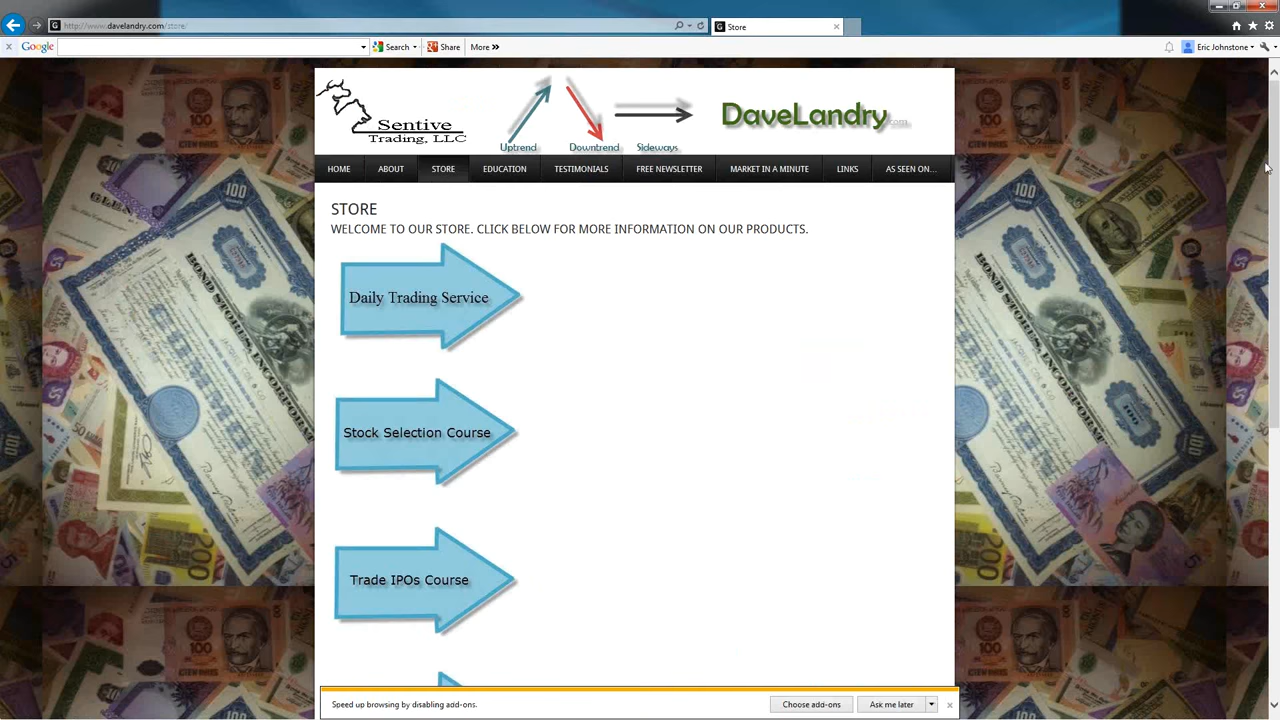 http://www.davelandry.com/store/
Store
Google
Search
Share
More »
Eric Johnstone
Sentive
Trading, LLC
Uptrend
Downtrend
Sideways
DaveLandry.com
HOME
ABOUT
STORE
EDUCATION
TESTIMONIALS
FREE NEWSLETTER
MARKET IN A MINUTE
LINKS
AS SEEN ON...
STORE
WELCOME TO OUR STORE. CLICK BELOW FOR MORE INFORMATION ON OUR PRODUCTS.
Daily Trading Service
Stock Selection Course
Trade IPOs Course
Speed up browsing by disabling add-ons.
Choose add-ons
Ask me later